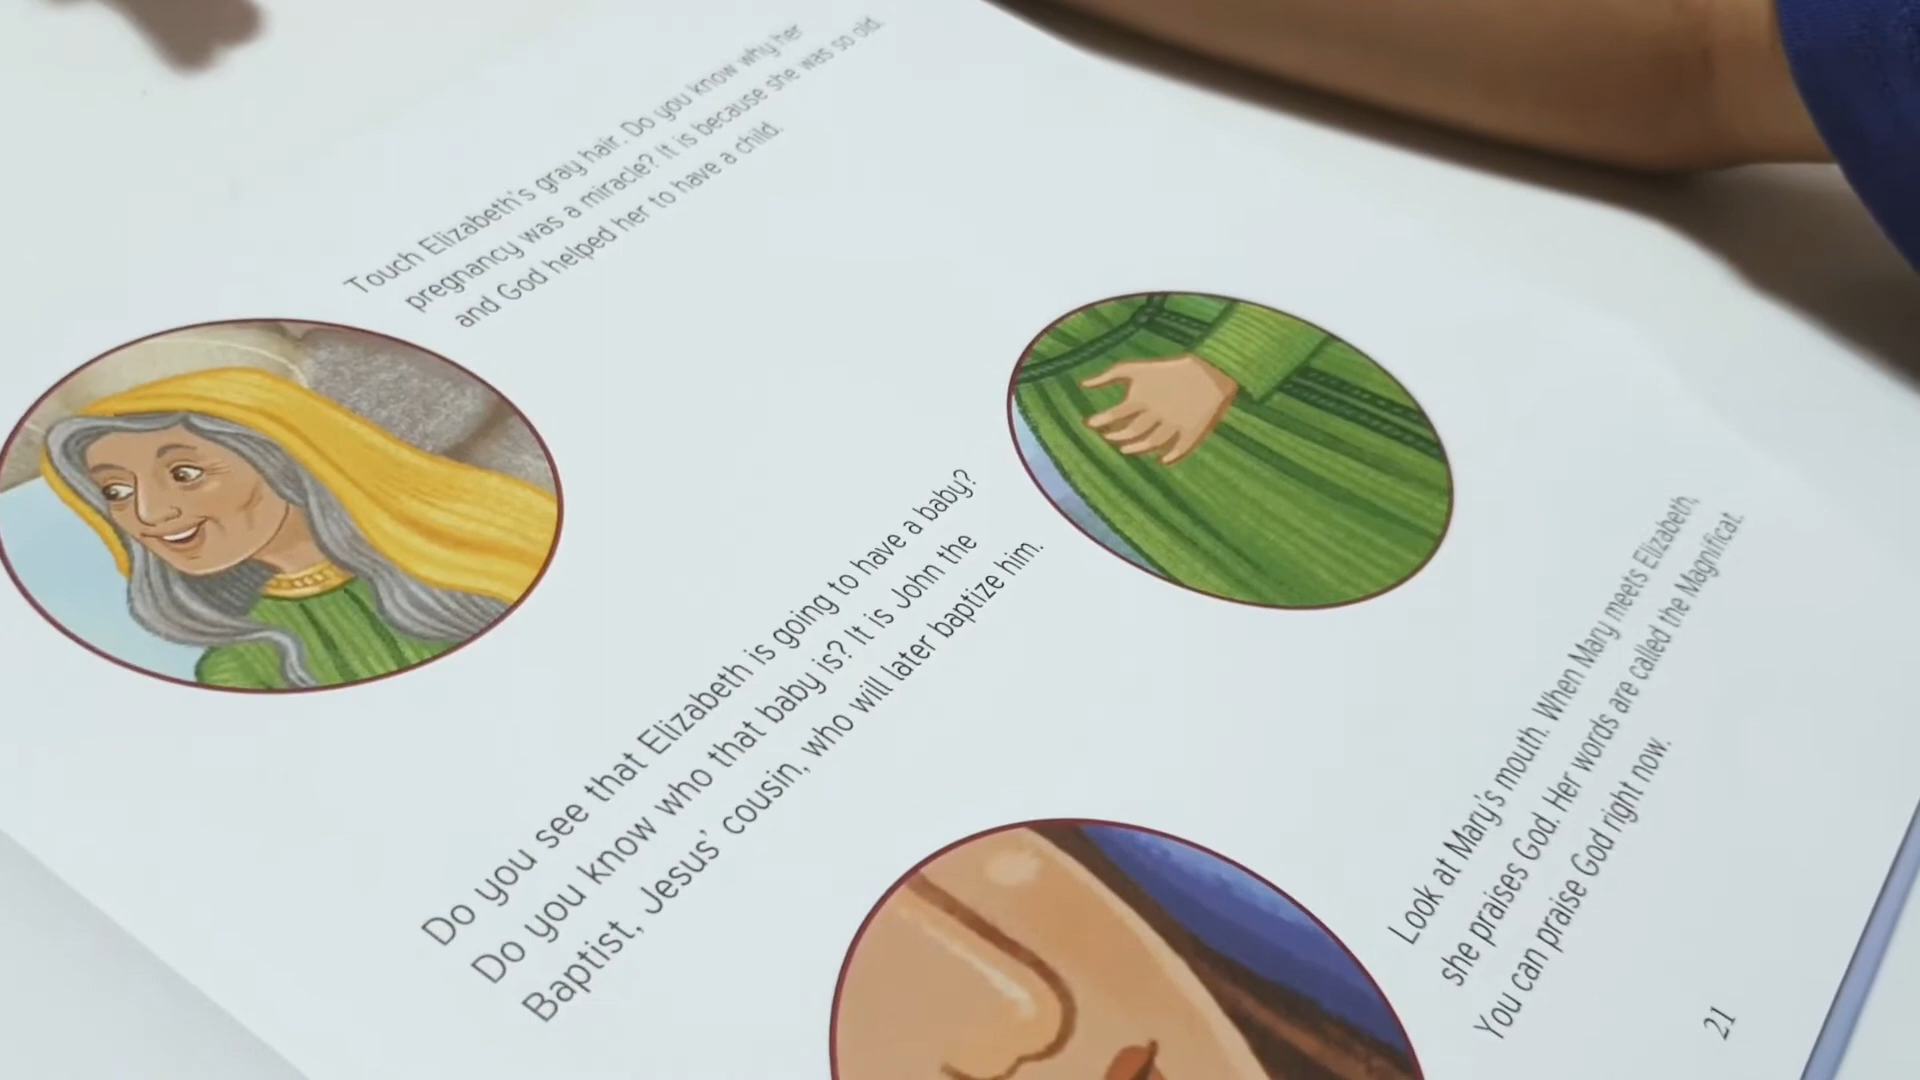 Touch Elizabeth's gray hair. Do you know why her
pregnancy was a miracle? It is because she was so old,
and God helped her to have a child.
Do you see that Elizabeth is going to have a baby?
Do you know who that baby is? It is John the
Baptist, Jesus' cousin, who will later baptize him.
Look at Mary's mouth. When Mary meets Elizabeth,
she praises God. Her words are called the Magnificat.
You can praise God right now.
21